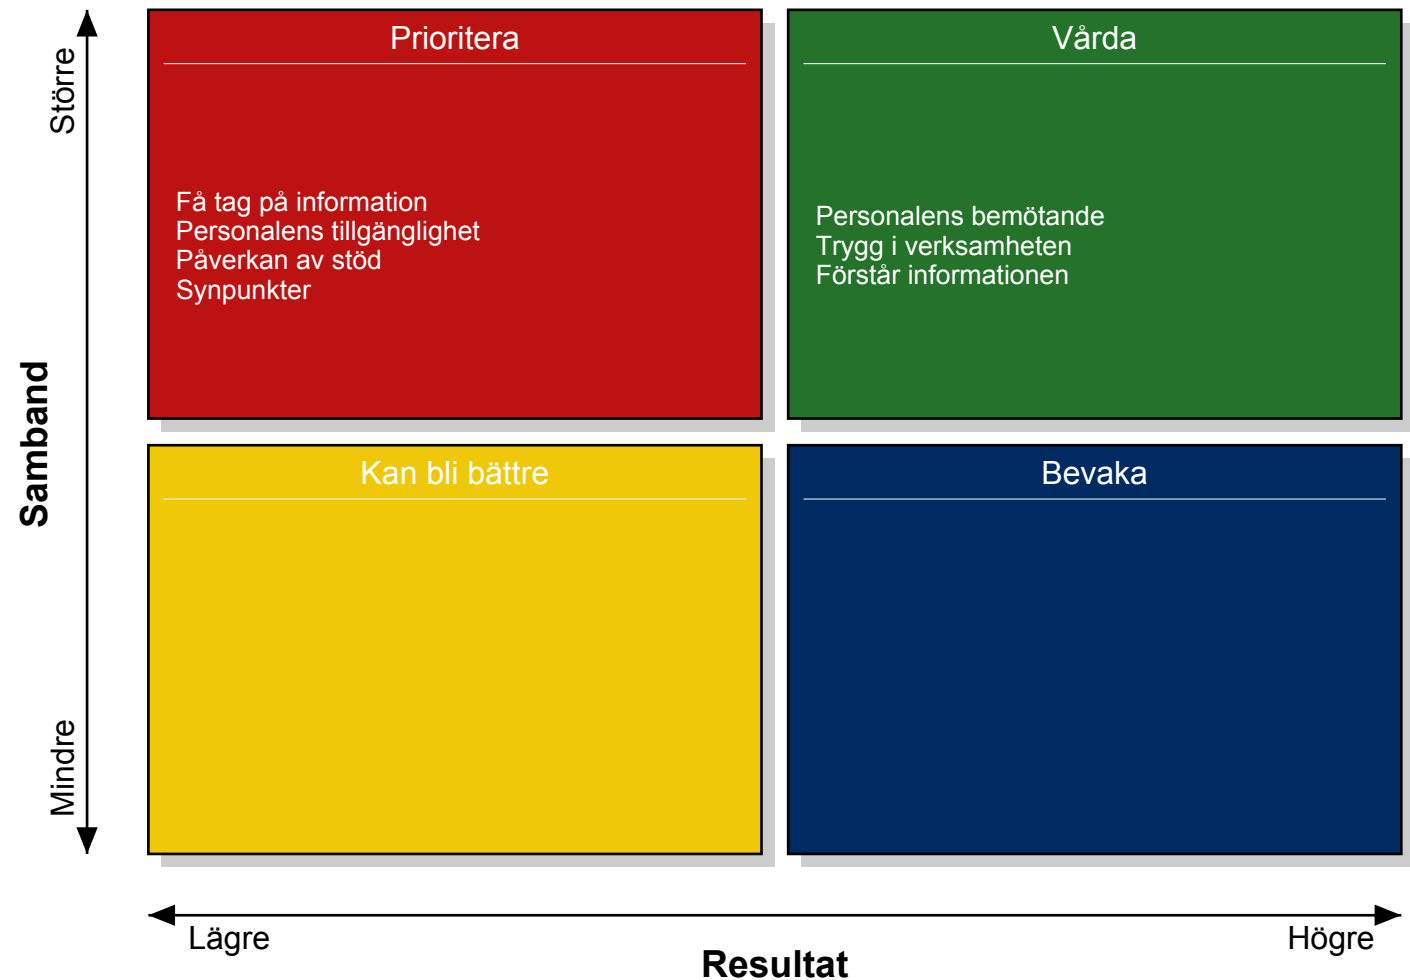 Prioritera
Få tag på information
Personalens tillgänglighet
Påverkan av stöd
Synpunkter
Vårda
Personalens bemötande
Trygg i verksamheten
Förstår informationen
Kan bli bättre
Bevaka
Större
Samband
Mindre
Lägre
Högre
Resultat